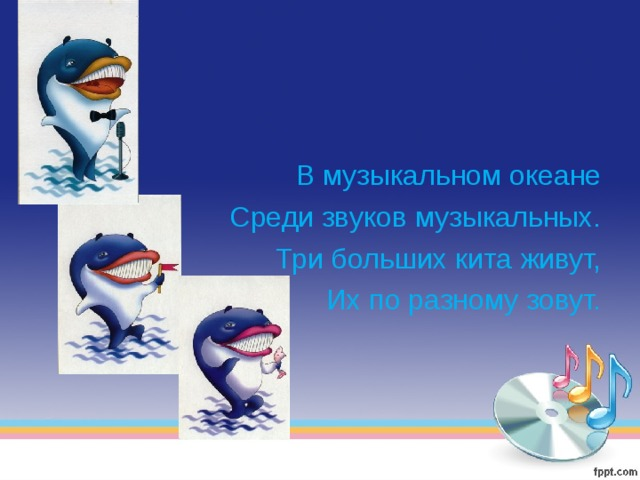 В музыкальном океане
Среди звуков музыкальных.
Три больших кита живут,
Их по разному зовут.
fppt.com